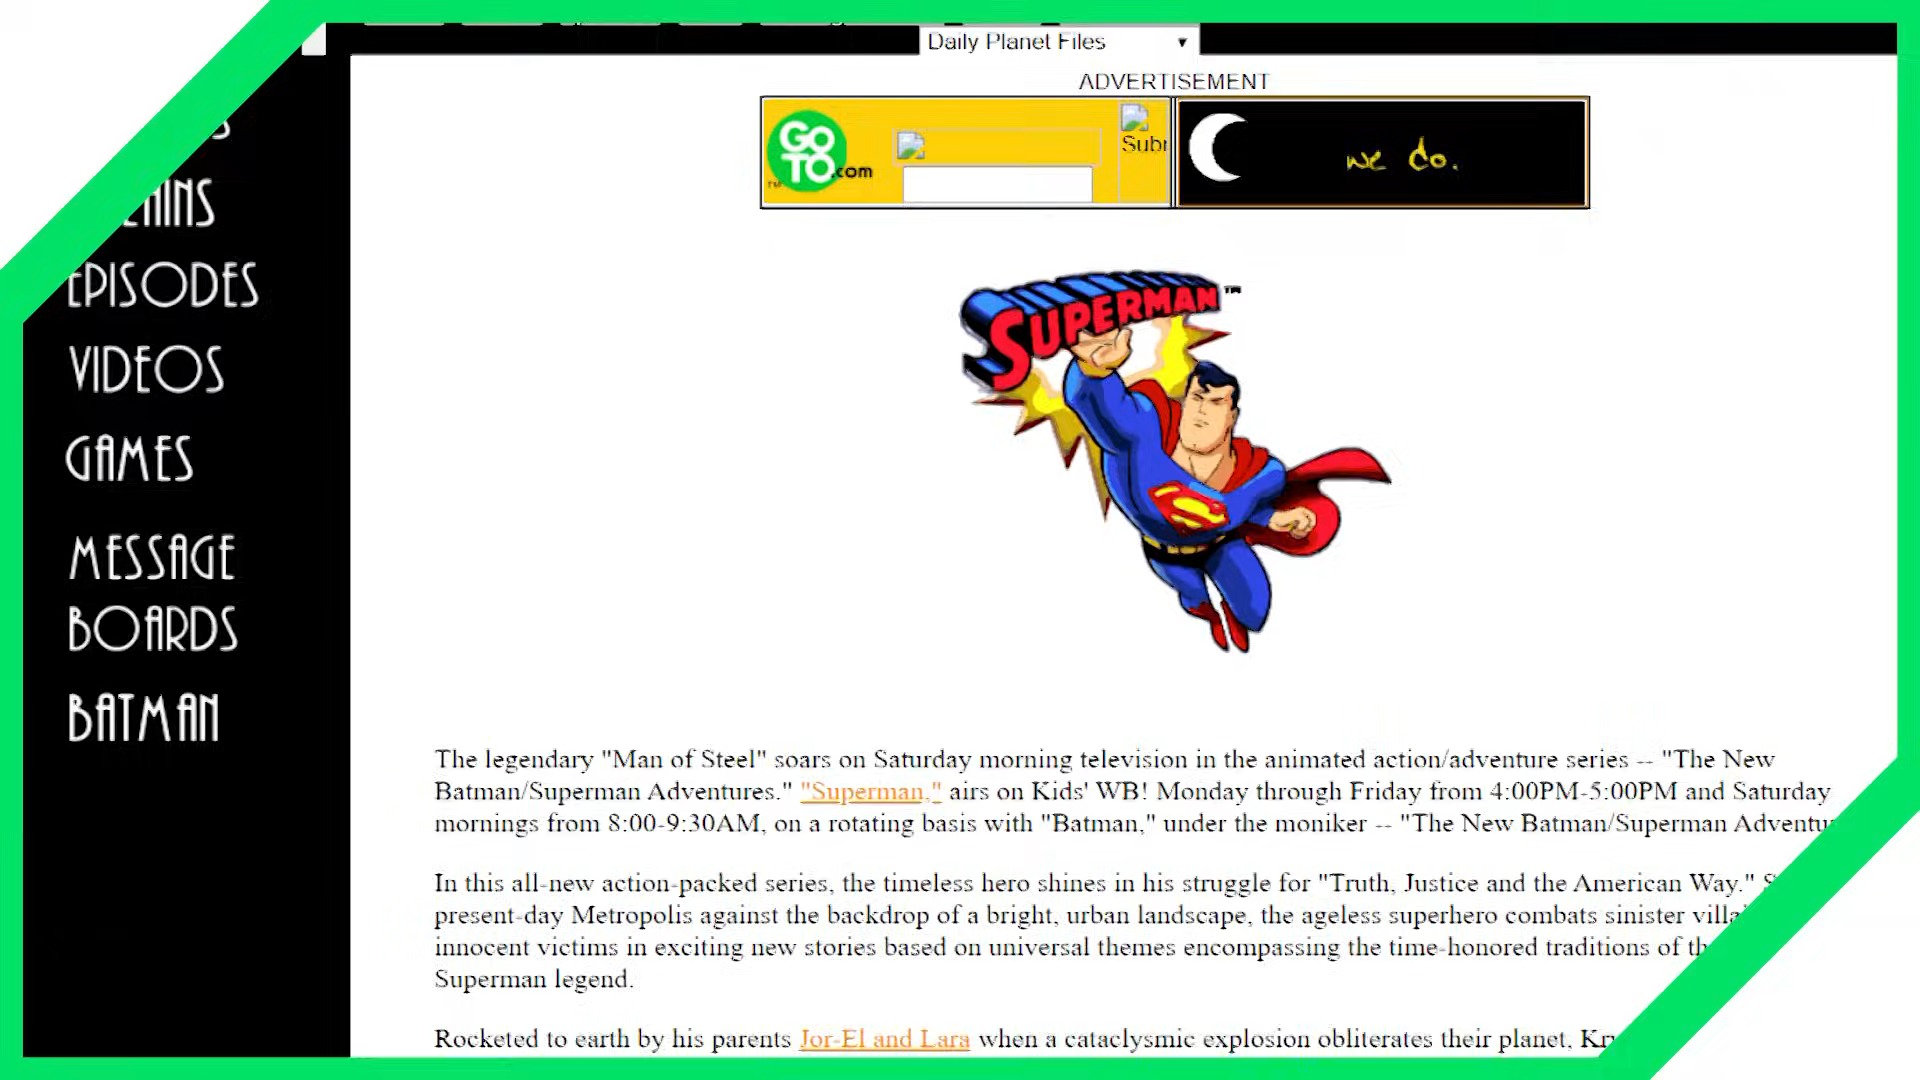 Daily Planet Files
ADVERTISEMENT
GO
TO.com
TM
Subr
we do.
EPISODES
VIDEOS
GAMES
MESSAGE
BOARDS
BATMAN
SUPERMAN™
The legendary "Man of Steel" soars on Saturday morning television in the animated action/adventure series -- "The New
Batman/Superman Adventures." "Superman," airs on Kids' WB! Monday through Friday from 4:00PM-5:00PM and Saturday
mornings from 8:00-9:30AM, on a rotating basis with "Batman," under the moniker -- "The New Batman/Superman Adventu
In this all-new action-packed series, the timeless hero shines in his struggle for "Truth, Justice and the American Way."
present-day Metropolis against the backdrop of a bright, urban landscape, the ageless superhero combats sinister villa
innocent victims in exciting new stories based on universal themes encompassing the time-honored traditions of th
Superman legend.
Rocketed to earth by his parents Jor-El and Lara when a cataclysmic explosion obliterates their planet, Kr